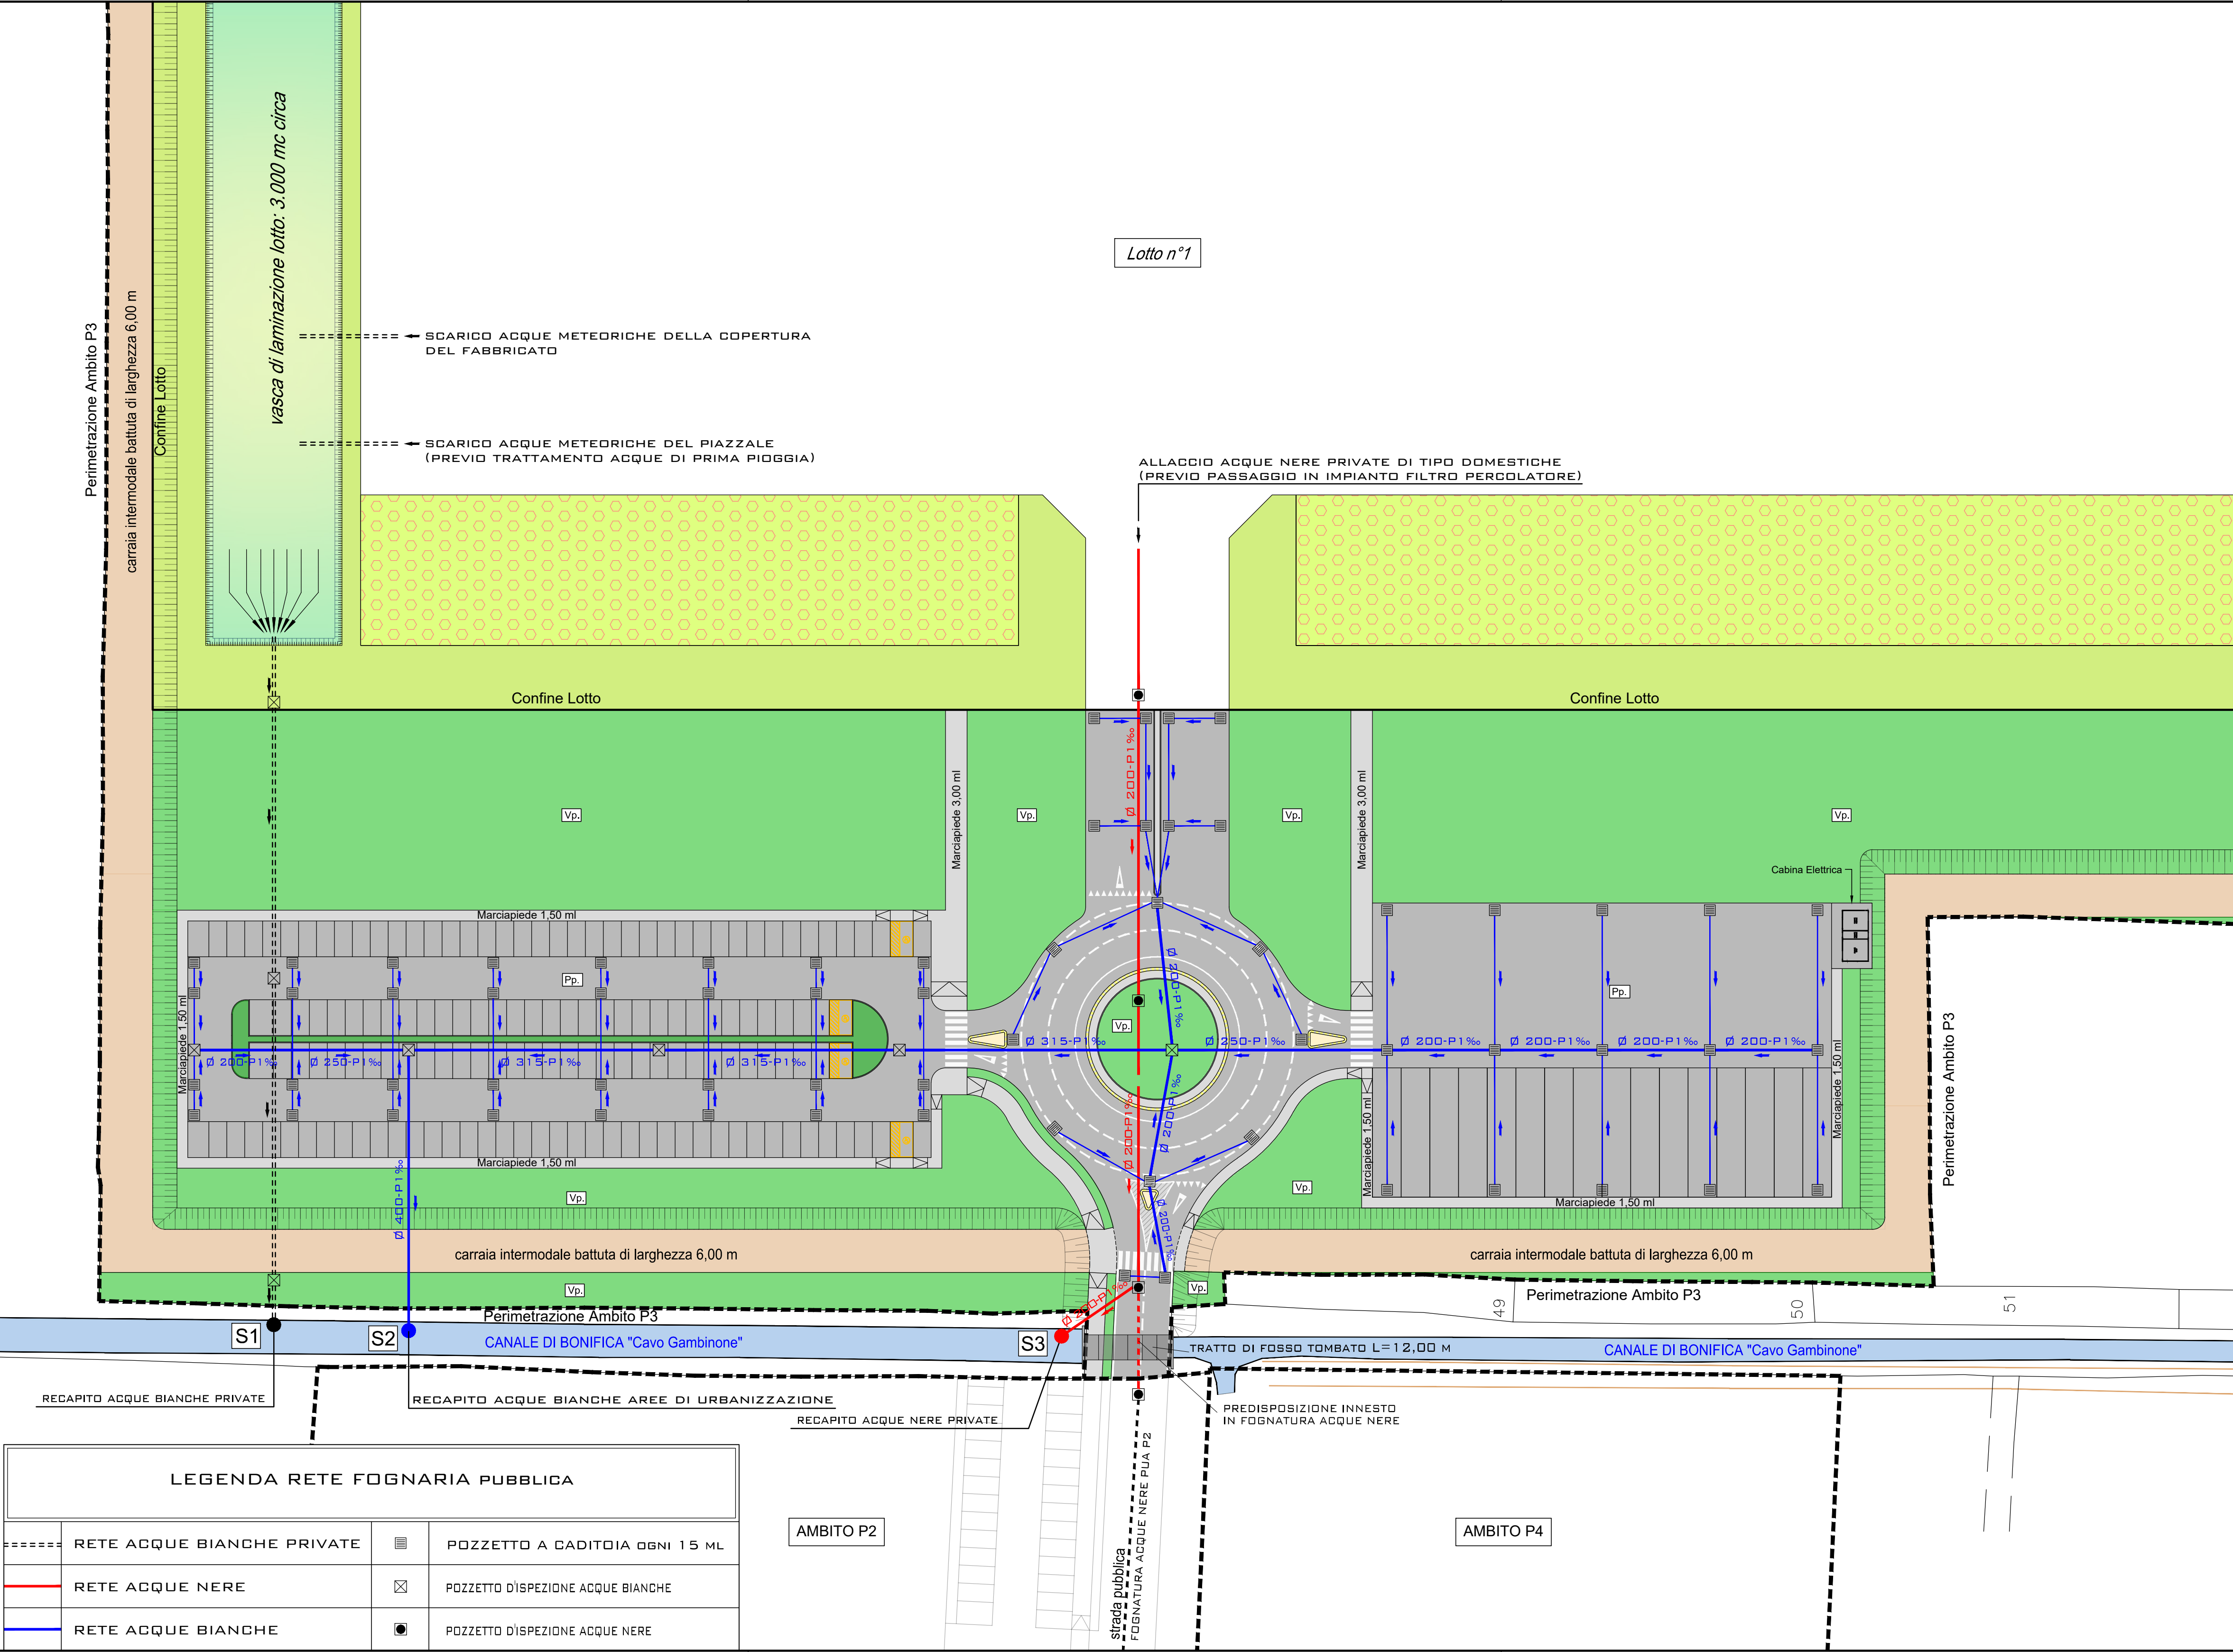 Lotto n°1
vasca di laminazione lotto: 3.000 mc circa
Perimetrazione Ambito P3
carraia intermodale battuta di larghezza 6,00 m
Confine Lotto
SCARICO ACQUE METEORICHE DELLA COPERTURA
DEL FABBRICATO
SCARICO ACQUE METEORICHE DEL PIAZZALE
(PREVIO TRATTAMENTO ACQUE DI PRIMA PIOGGIA)
ALLACCIO ACQUE NERE PRIVATE DI TIPO DOMESTICHE
(PREVIO PASSAGGIO IN IMPIANTO FILTRO PERCOLATORE)
Confine Lotto
Confine Lotto
Ø 200-P1‰
Marciapiede 3,00 ml
Marciapiede 3,00 ml
Vp.
Vp.
Vp.
Vp.
Cabina Elettrica
Marciapiede 1,50 ml
Pp.
Pp.
Marciapiede 1,50 ml
Ø 200-P1‰
Vp.
Ø 200-P1‰
Ø 250-P1‰
Ø 315-P1‰
Ø 315-P1‰
Ø 315-P1‰
Ø 250-P1‰
Ø 200-P1‰
Ø 200-P1‰
Ø 200-P1‰
Ø 200-P1‰
Ø 200-P1‰
Ø 200-P1‰
Marciapiede 1,50 ml
Marciapiede 1,50 ml
Perimetrazione Ambito P3
Marciapiede 1,50 ml
Marciapiede 1,50 ml
Ø 400-P1‰
Vp.
Vp.
Ø 200-P1‰
carraia intermodale battuta di larghezza 6,00 m
carraia intermodale battuta di larghezza 6,00 m
Vp.
Vp.
Ø 200-P1‰
Perimetrazione Ambito P3
Perimetrazione Ambito P3
49
50
51
S1
S2
S3
CANALE DI BONIFICA "Cavo Gambinone"
TRATTO DI FOSSO TOMBATO L=12,00 M
CANALE DI BONIFICA "Cavo Gambinone"
RECAPITO ACQUE BIANCHE PRIVATE
RECAPITO ACQUE BIANCHE AREE DI URBANIZZAZIONE
RECAPITO ACQUE NERE PRIVATE
PREDISPOSIZIONE INNESTO
IN FOGNATURA ACQUE NERE
strada pubblica
FOGNATURA ACQUE NERE PUA P2
AMBITO P2
AMBITO P4
LEGENDA RETE FOGNARIA PUBBLICA
RETE ACQUE BIANCHE PRIVATE
POZZETTO A CADITOIA OGNI 15 ML
RETE ACQUE NERE
POZZETTO D'ISPEZIONE ACQUE BIANCHE
RETE ACQUE BIANCHE
POZZETTO D'ISPEZIONE ACQUE NERE